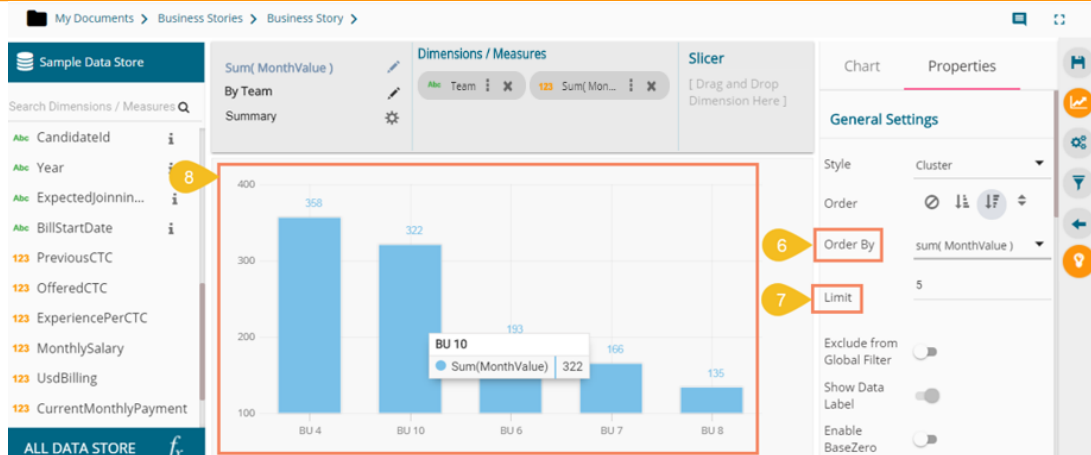 My Documents > Business Stories > Business Story >
Sample Data Store
Search Dimensions / Measures
Abc CandidateId i
Abc Year
Abc ExpectedJoinnin... i
Abc BillStartDate i
123 PreviousCTC
123 OfferedCTC
123 ExperiencePerCTC
123 MonthlySalary
123 UsdBilling
123 CurrentMonthlyPayment
ALL DATA STORE fx
Sum( MonthValue )
By Team
Summary
Dimensions / Measures
Abc Team
123 Sum( Mon...
Slicer
[ Drag and Drop
Dimension Here ]
8
400
300
200
100
358
322
193
166
135
BU 10
Sum(MonthValue) 322
BU 4
BU 10
BU 6
BU 7
BU 8
Chart Properties
General Settings
Style Cluster
Order
6 Order By sum( MonthValue )
7 Limit 5
Exclude from
Global Filter
Show Data
Label
Enable
BaseZero